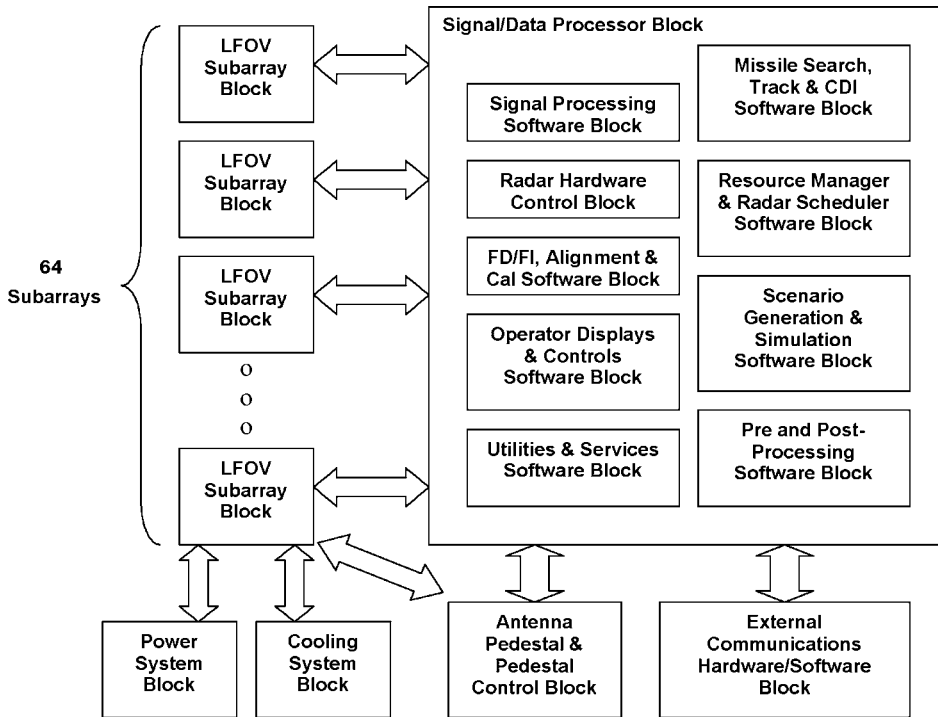 64
Subarrays
LFOV
Subarray
Block
LFOV
Subarray
Block
LFOV
Subarray
Block
o
o
o
LFOV
Subarray
Block
Signal/Data Processor Block
Signal Processing
Software Block
Radar Hardware
Control Block
FD/FI, Alignment &
Cal Software Block
Operator Displays
& Controls
Software Block
Utilities & Services
Software Block
Missile Search,
Track & CDI
Software Block
Resource Manager
& Radar Scheduler
Software Block
Scenario
Generation &
Simulation
Software Block
Pre and Post-
Processing
Software Block
Power
System
Block
Cooling
System
Block
Antenna
Pedestal &
Pedestal
Control Block
External
Communications
Hardware/Software
Block